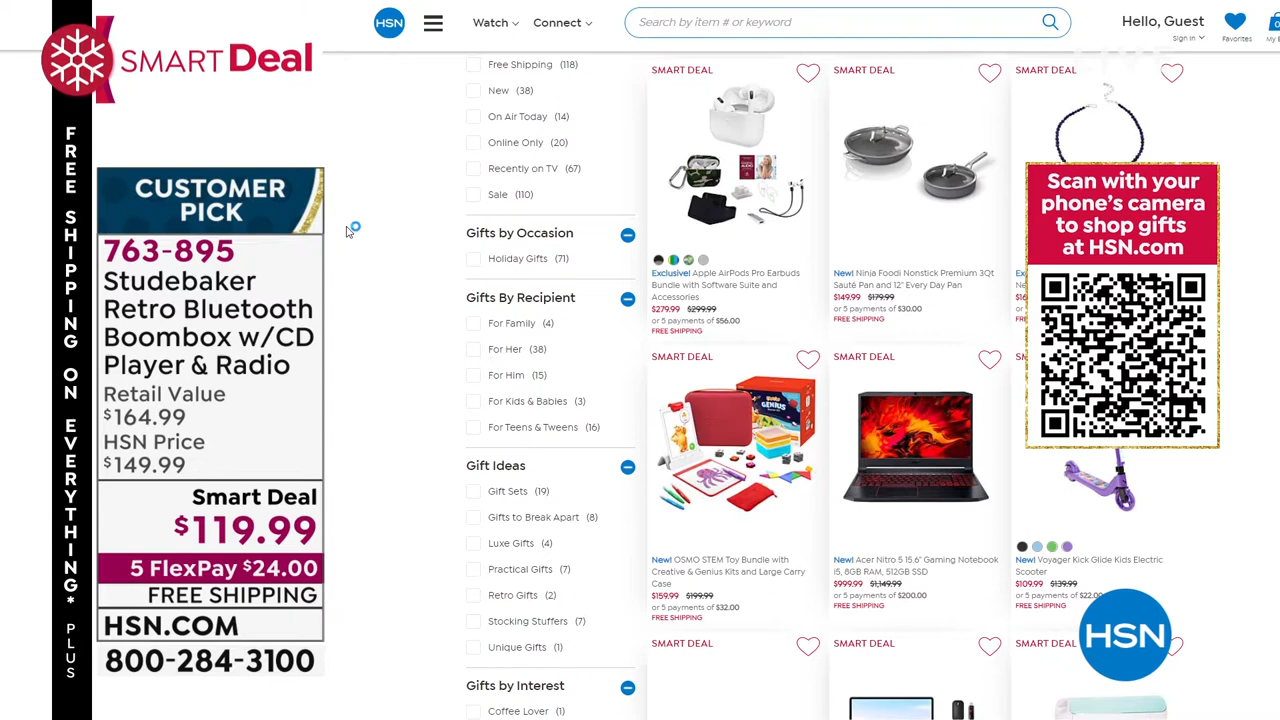 SMART Deal
FREE SHIPPING ON EVERYTHING* PLUS
CUSTOMER
PICK
763-895
Studebaker
Retro Bluetooth
Boombox w/CD
Player & Radio
Retail Value
$164.99
HSN Price
$149.99
Smart Deal
$119.99
5 FlexPay $24.00
FREE SHIPPING
HSN.COM
800-284-3100
HSN
Watch
Connect
Search by item # or keyword
Hello, Guest
Sign In
Favorites
0
Free Shipping (118)
New (38)
On Air Today (14)
Online Only (20)
Recently on TV (67)
Sale (110)
Gifts by Occasion
Holiday Gifts (71)
Gifts By Recipient
For Family (4)
For Her (38)
For Him (15)
For Kids & Babies (3)
For Teens & Tweens (16)
Gift Ideas
Gift Sets (19)
Gifts to Break Apart (8)
Luxe Gifts (4)
Practical Gifts (7)
Retro Gifts (2)
Stocking Stuffers (7)
Unique Gifts (1)
Gifts by Interest
Coffee Lover (1)
SMART DEAL
Exclusive! Apple AirPods Pro Earbuds
Bundle with Software Suite and
Accessories
$279.99 $299.99
or 5 payments of $56.00
FREE SHIPPING
SMART DEAL
New! Ninja Foodi Nonstick Premium 3Qt
Sauté Pan and 12" Every Day Pan
$149.99 $179.99
or 5 payments of $30.00
FREE SHIPPING
SMART DEAL
Scan with your
phone's camera
to shop gifts
at HSN.com
SMART DEAL
New! OSMO STEM Toy Bundle with
Creative & Genius Kits and Large Carry
Case
$159.99 $199.99
or 5 payments of $32.00
FREE SHIPPING
SMART DEAL
New! Acer Nitro 5 15.6" Gaming Notebook
i5, 8GB RAM, 512GB SSD
$999.99 $1,149.99
or 5 payments of $200.00
FREE SHIPPING
New! Voyager Kick Glide Kids Electric
Scooter
$109.99 $139.99
or 5 payments of $22.00
FREE SHIPPING
SMART DEAL
SMART DEAL
SMART DEAL
HSN